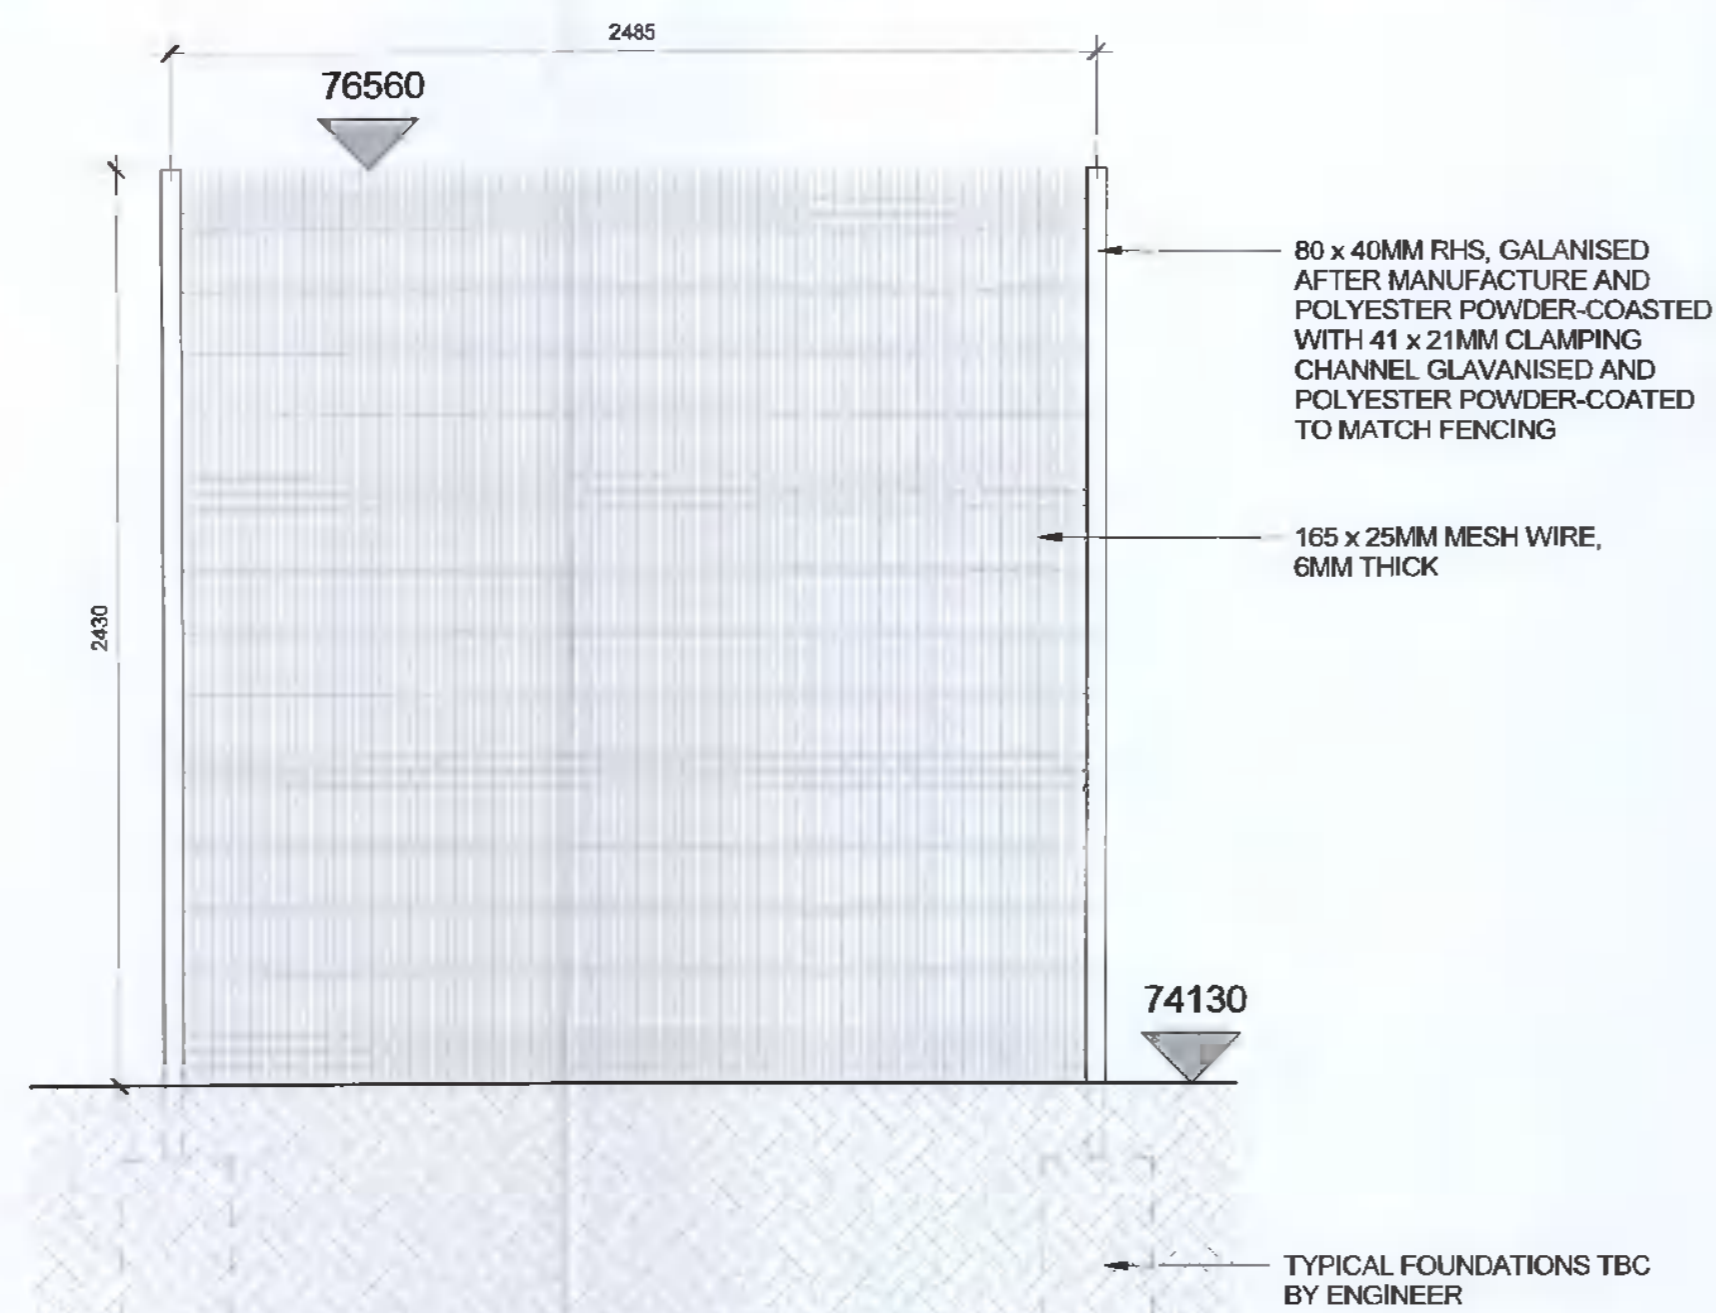 2485
76560
80 x 40MM RHS, GALANISED
AFTER MANUFACTURE AND
POLYESTER POWDER-COASTED
WITH 41 x 21MM CLAMPING
CHANNEL GLAVANISED AND
POLYESTER POWDER-COATED
TO MATCH FENCING
165 x 25MM MESH WIRE,
6MM THICK
2430
74130
TYPICAL FOUNDATIONS TBC
BY ENGINEER